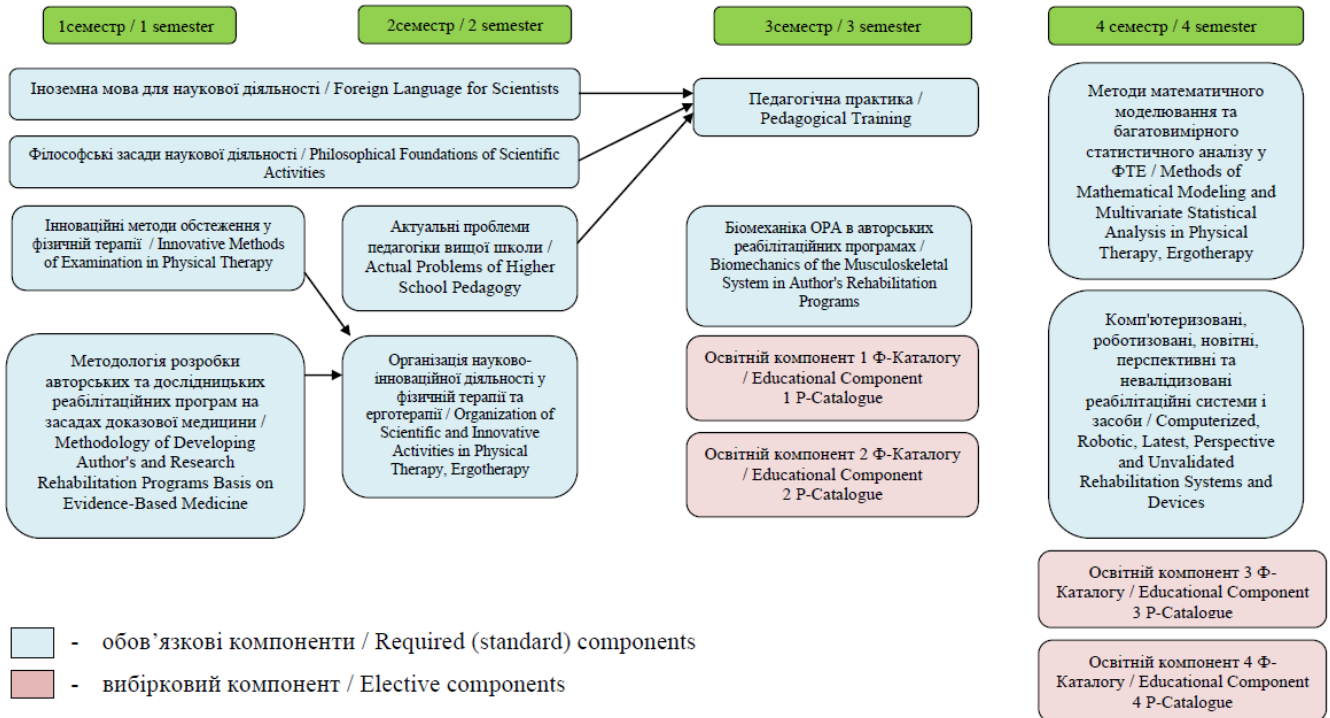 1семестр / 1 semester
2семестр / 2 semester
3семестр / 3 semester
4 семестр / 4 semester
Іноземна мова для наукової діяльності / Foreign Language for Scientists
Філософські засади наукової діяльності / Philosophical Foundations of Scientific
Activities
Інноваційні методи обстеження у
фізичній терапії / Innovative Methods
of Examination in Physical Therapy
Методологія розробки
авторських та дослідницьких
реабілітаційних програм на
засадах доказової медицини /
Methodology of Developing
Author's and Research
Rehabilitation Programs Basis on
Evidence-Based Medicine
Актуальні проблеми
педагогіки вищої школи /
Actual Problems of Higher
School Pedagogy
Організація науково-
інноваційної діяльності у
фізичній терапії та
ерготерапії / Organization of
Scientific and Innovative
Activities in Physical
Therapy, Ergotherapy
Педагогічна практика /
Pedagogical Training
Біомеханіка ОРА в авторських
реабілітаційних програмах /
Biomechanics of the Musculoskeletal
System in Author's Rehabilitation
Programs
Освітній компонент 1 Ф-Каталогу
/ Educational Component
1 P-Catalogue
Освітній компонент 2 Ф-Каталогу
/ Educational Component
2 P-Catalogue
Методи математичного
моделювання та
багатовимірного
статистичного аналізу у
ФТЕ / Methods of
Mathematical Modeling and
Multivariate Statistical
Analysis in Physical
Therapy, Ergotherapy
Комп'ютеризовані,
роботизовані, новітні,
перспективні та
невалідизовані
реабілітаційні системи і
засоби / Computerized,
Robotic, Latest, Perspective
and Unvalidated
Rehabilitation Systems and
Devices
Освітній компонент 3 Ф-
Каталогу / Educational Component
3 P-Catalogue
Освітній компонент 4 Ф-
Каталогу / Educational Component
4 P-Catalogue
- обов’язкові компоненти / Required (standard) components
- вибірковий компонент / Elective components